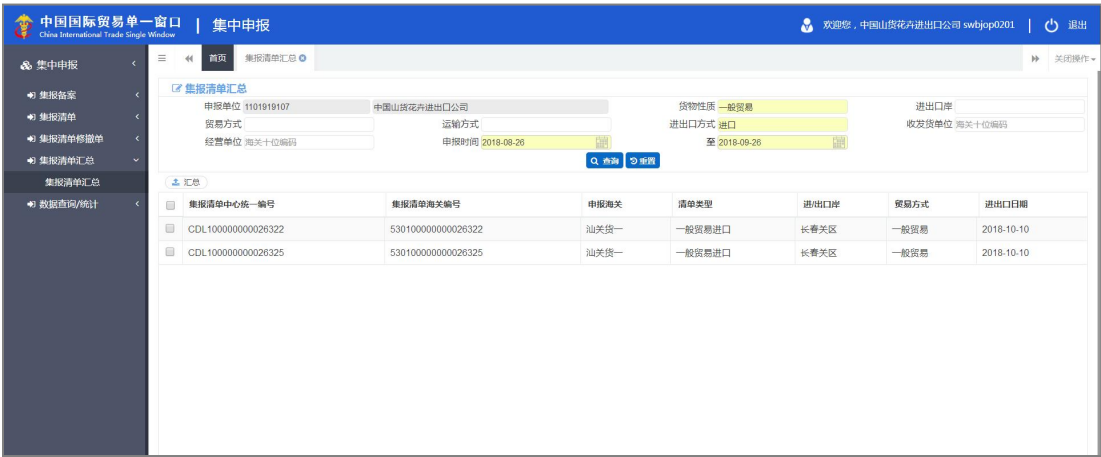 中国国际贸易单一窗口 | 集中申报 欢迎您，中国山货花卉进出口公司 swbjop0201 | 退出
China International Trade Single Window
集中申报 首页 集报清单汇总 关闭操作
集报备案
集报清单
集报清单修撤单
集报清单汇总
集报清单汇总
数据查询/统计
集报清单汇总
申报单位 1101919107 中国山货花卉进出口公司 货物性质 一般贸易 进出口岸
贸易方式 运输方式 进出口方式 进口 收发货单位 海关十位编码
经营单位 海关十位编码 申报时间 2018-08-26 至 2018-09-26
查询 重置
汇总
集报清单中心统一编号 集报清单海关编号 申报海关 清单类型 进/出口岸 贸易方式 进出口日期
CDL100000000026322 530100000000026322 汕关货一 一般贸易进口 长春关区 一般贸易 2018-10-10
CDL100000000026325 530100000000026325 汕关货一 一般贸易进口 长春关区 一般贸易 2018-10-10